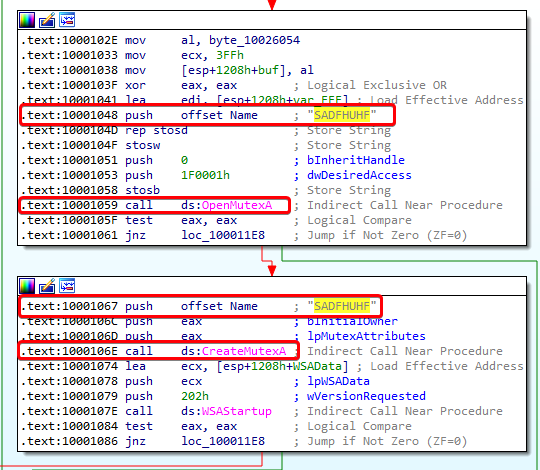 .text:1000102E mov al, byte_10026054
.text:10001033 mov ecx, 3FFh
.text:10001038 mov [esp+1208h+buf], al
.text:1000103F xor eax, eax ; Logical Exclusive OR
.text:10001041 lea edi, [esp+1208h+var_FFF] ; Load Effective Address
.text:10001048 push offset Name ; "SADFHUHF"
.text:1000104D rep stosd ; Store String
.text:1000104F stosw ; Store String
.text:10001051 push 0 ; bInheritHandle
.text:10001053 push 1F0001h ; dwDesiredAccess
.text:10001058 stosb ; Store String
.text:10001059 call ds:OpenMutexA ; Indirect Call Near Procedure
.text:1000105F test eax, eax ; Logical Compare
.text:10001061 jnz loc_100011E8 ; Jump if Not Zero (ZF=0)
.text:10001067 push offset Name ; "SADFHUHF"
.text:1000106C push eax ; bInitialOwner
.text:1000106D push eax ; lpMutexAttributes
.text:1000106E call ds:CreateMutexA ; Indirect Call Near Procedure
.text:10001074 lea ecx, [esp+1208h+WSAData] ; Load Effective Address
.text:10001078 push ecx ; lpWSAData
.text:10001079 push 202h ; wVersionRequested
.text:1000107E call ds:WSAStartup ; Indirect Call Near Procedure
.text:10001084 test eax, eax ; Logical Compare
.text:10001086 jnz loc_100011E8 ; Jump if Not Zero (ZF=0)